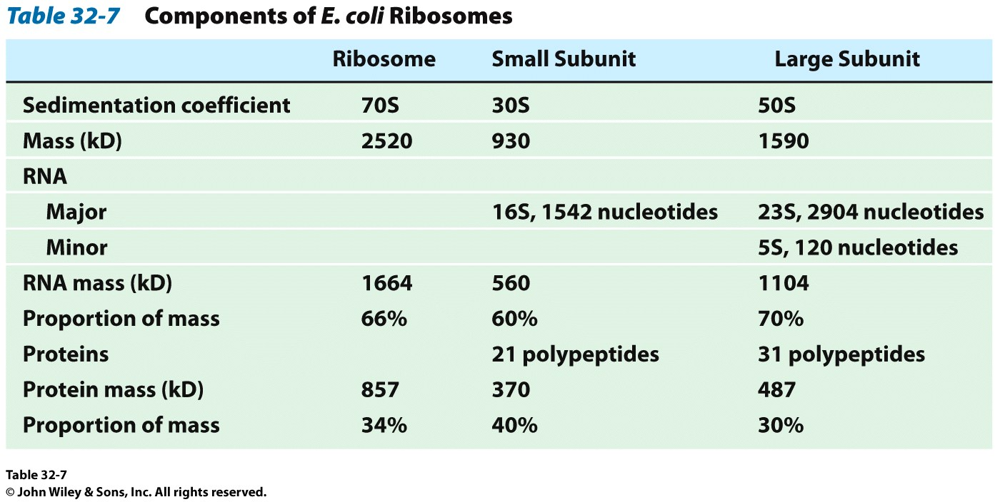 Table 32-7 Components of E. coli Ribosomes
Ribosome Small Subunit Large Subunit
Sedimentation coefficient 70S 30S 50S
Mass (kD) 2520 930 1590
RNA
Major 16S, 1542 nucleotides 23S, 2904 nucleotides
Minor 5S, 120 nucleotides
RNA mass (kD) 1664 560 1104
Proportion of mass 66% 60% 70%
Proteins 21 polypeptides 31 polypeptides
Protein mass (kD) 857 370 487
Proportion of mass 34% 40% 30%
Table 32-7
© John Wiley & Sons, Inc. All rights reserved.